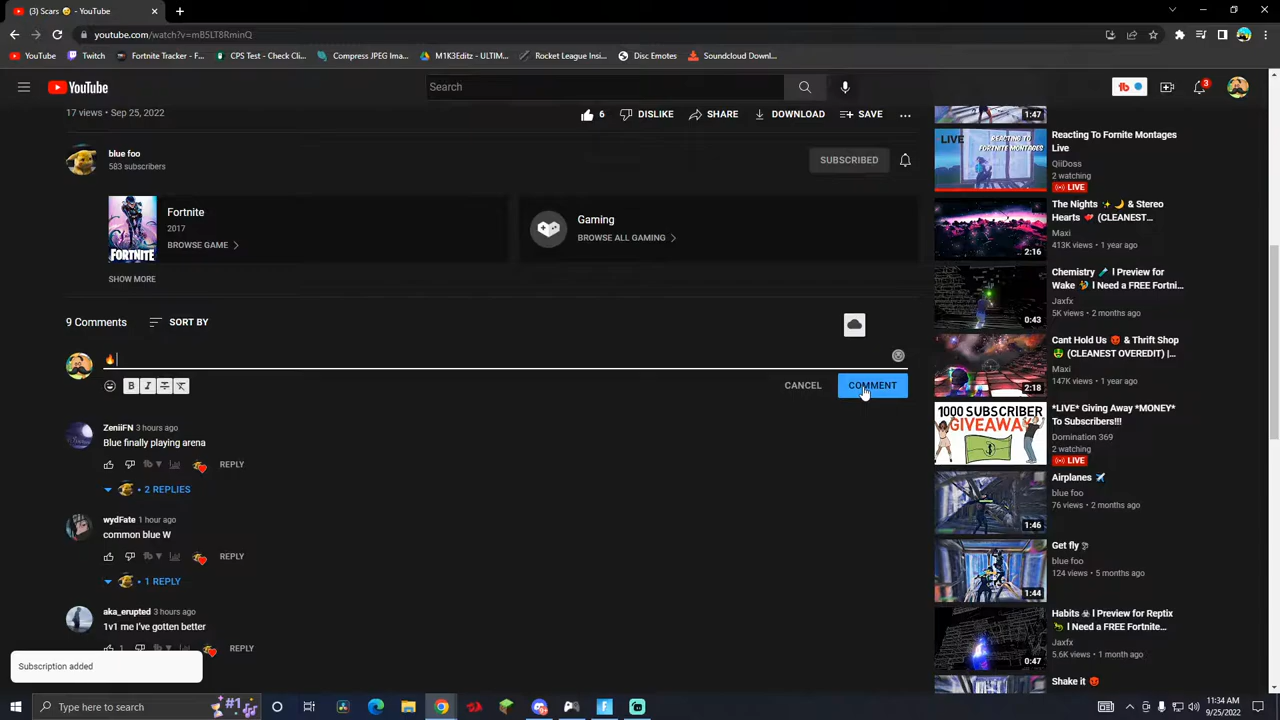 (3) Scars 😢 - YouTube
youtube.com/watch?v=mB5LT8RminQ
YouTube
Twitch
Fortnite Tracker - F...
CPS Test - Check Cli...
Compress JPEG Ima...
M1K3Editz - ULTIM...
Rocket League Insi...
Disc Emotes
Soundcloud Down...
YouTube
Search
3
17 views • Sep 25, 2022
6
DISLIKE
SHARE
DOWNLOAD
SAVE
blue foo
583 subscribers
SUBSCRIBED
FORTNITE
Fortnite
2017
BROWSE GAME
Gaming
BROWSE ALL GAMING
SHOW MORE
9 Comments
SORT BY
🔥
B I T
CANCEL
COMMENT
ZeniiFN 3 hours ago
Blue finally playing arena
REPLY
• 2 REPLIES
wydFate 1 hour ago
common blue W
REPLY
• 1 REPLY
aka_erupted 3 hours ago
1v1 me I've gotten better
1
REPLY
Subscription added
1:47
LIVE
REACTING TO
FORTNITE MONTAGES
Reacting To Fornite Montages
Live
QiiDoss
2 watching
LIVE
2:16
The Nights ✨ 🌙 & Stereo
Hearts 💔 (CLEANEST...
Maxi
413K views • 1 year ago
0:43
Chemistry 🧪 I Preview for
Wake 🐓 I Need a FREE Fortni...
Jaxfx
5K views • 2 months ago
2:18
Cant Hold Us 👿 & Thrift Shop
🤑 (CLEANEST OVEREDIT) |...
Maxi
147K views • 1 year ago
1000 SUBSCRIBER
GIVEAWAY
*LIVE* Giving Away *MONEY*
To Subscribers!!!
Domination 369
2 watching
LIVE
1:46
Airplanes ✈️
blue foo
76 views • 2 months ago
1:44
Get fly
blue foo
124 views • 5 months ago
0:47
Habits ☠️ I Preview for Reptix
🦎 I Need a FREE Fortnite...
Jaxfx
5.6K views • 1 month ago
Shake it 👿
Type here to search
11:34 AM
9/25/2022